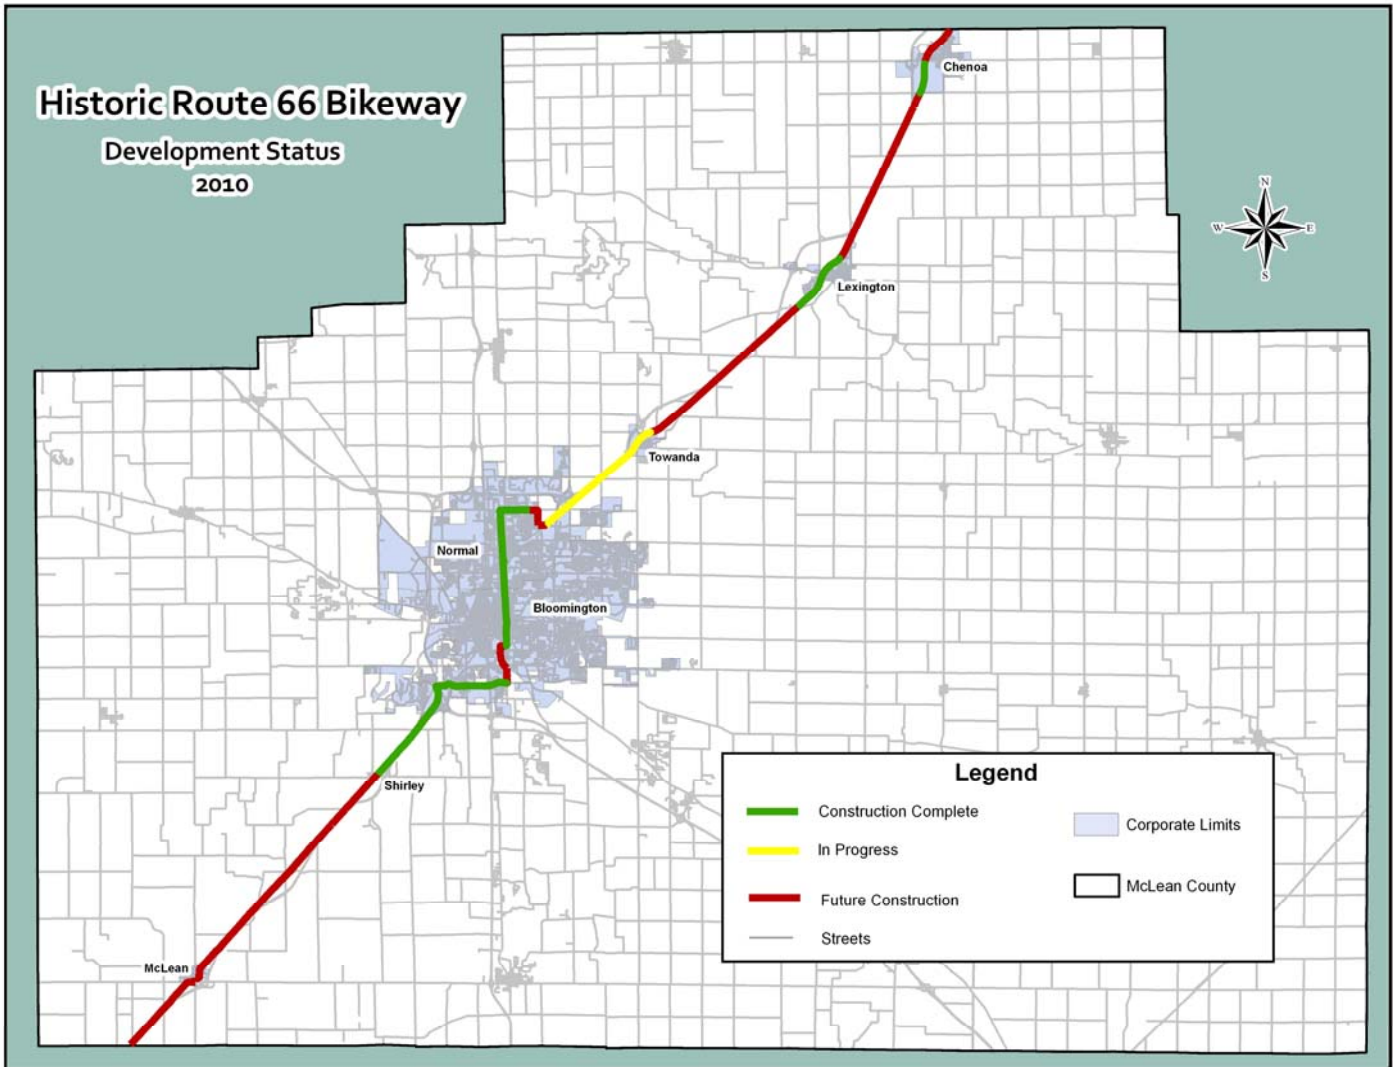 Historic Route 66 Bikeway
Development Status
2010
Chenoa
N
W
E
S
Lexington
Towanda
Normal
Bloomington
Shirley
McLean
Legend
Construction Complete
In Progress
Future Construction
Streets
Corporate Limits
McLean County